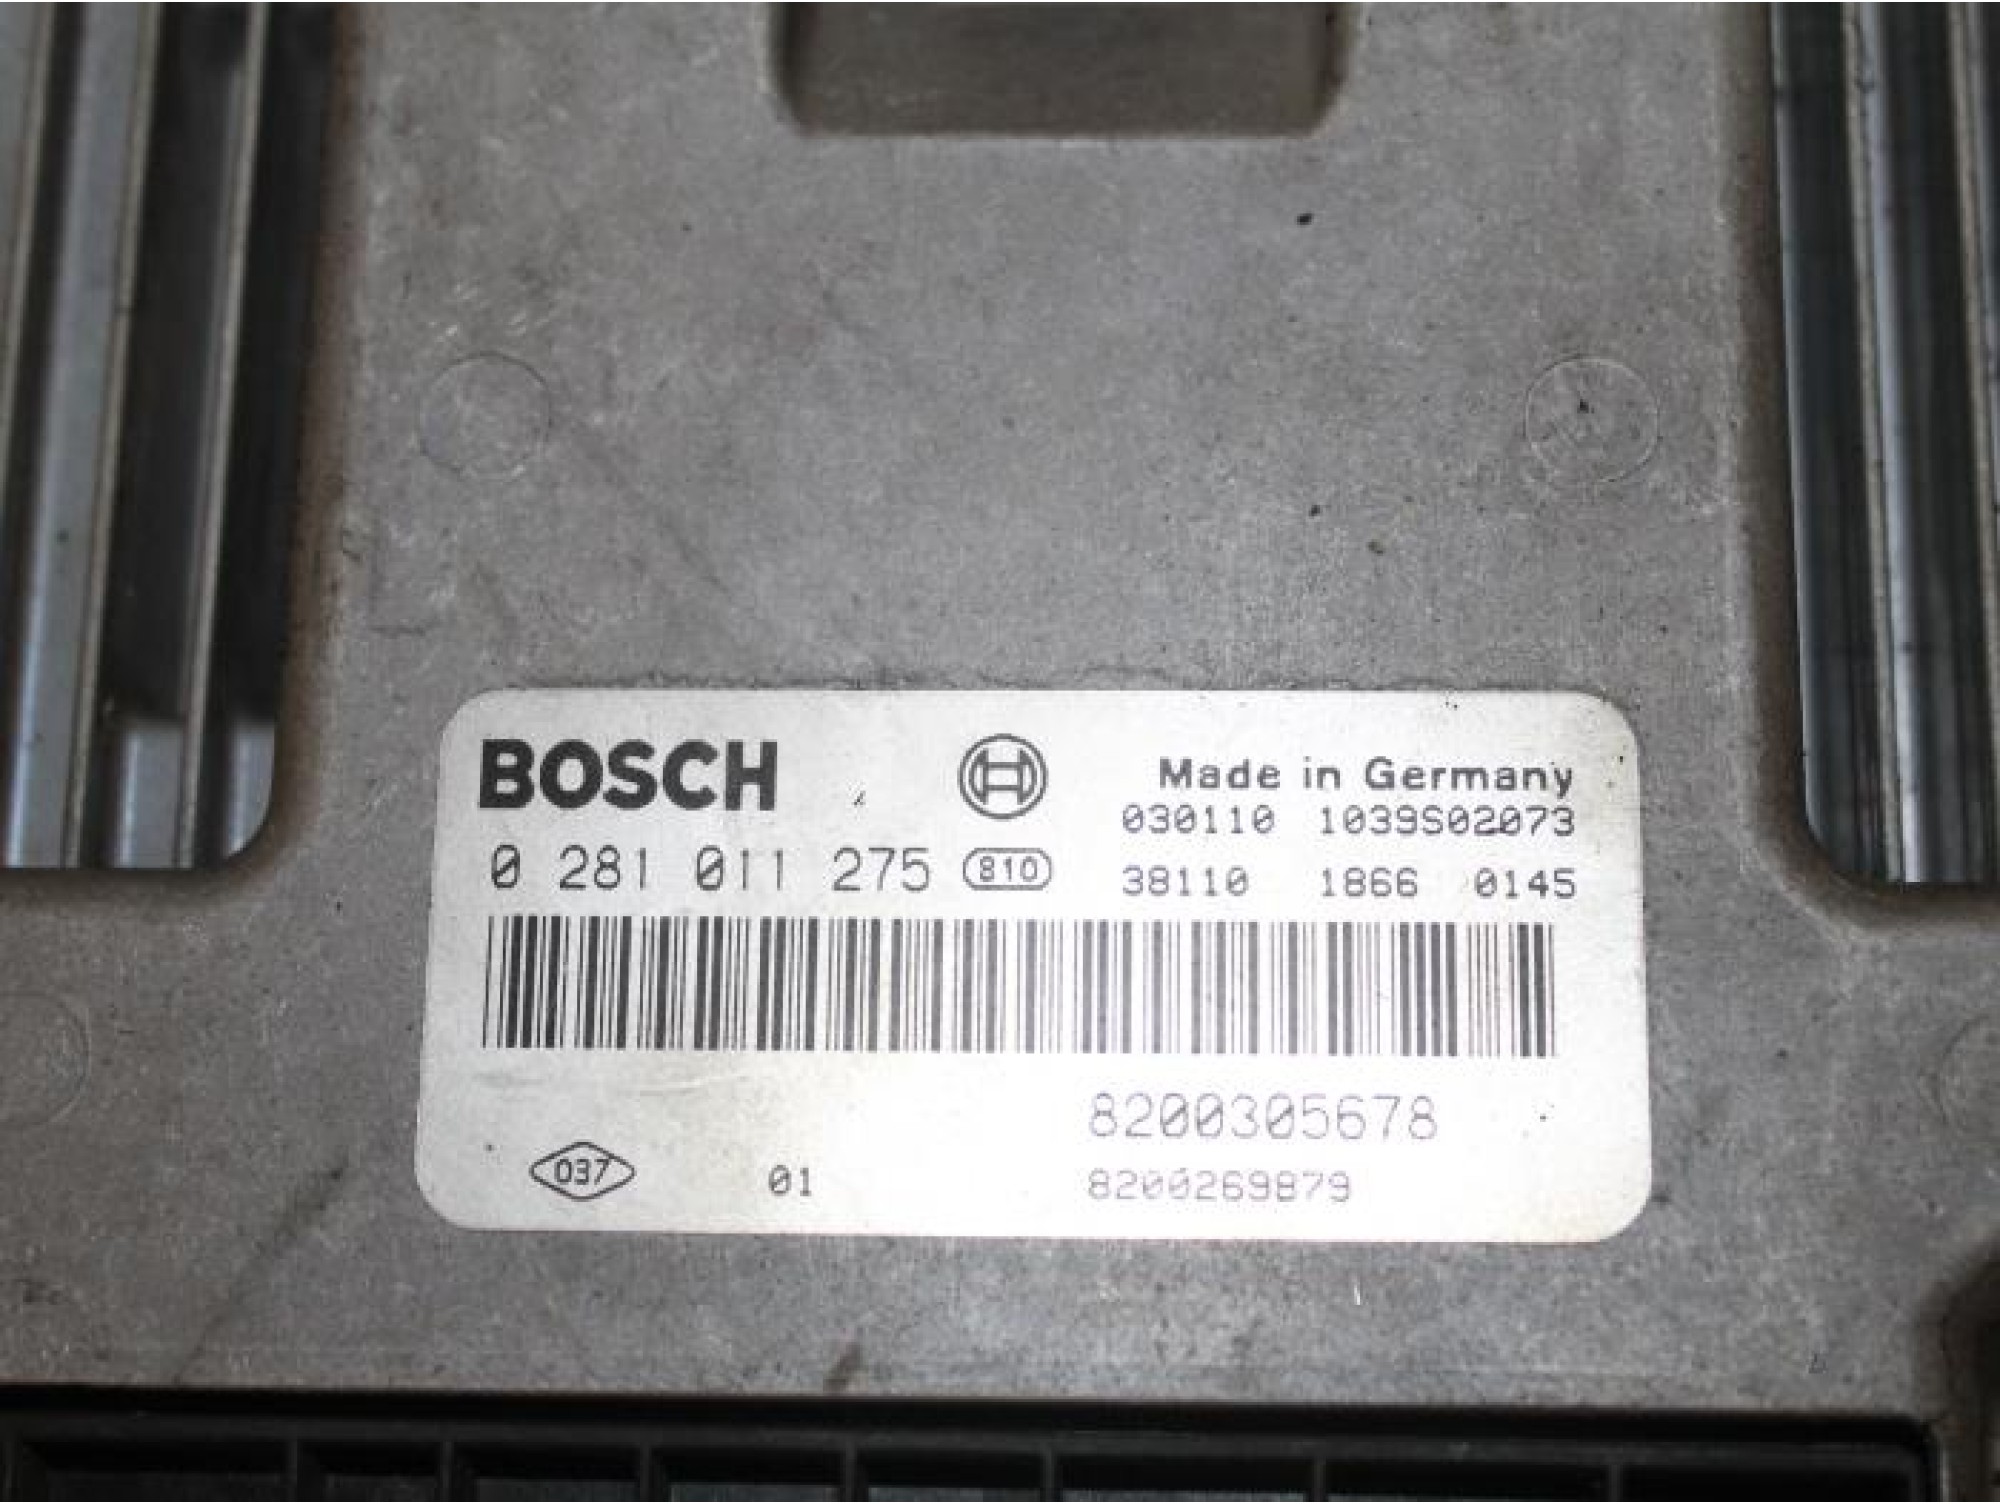 BOSCH
Made in Germany
030110 1039S02073
0 281 011 275 810
38110 1866 0145
8200305678
037 01 8200269879